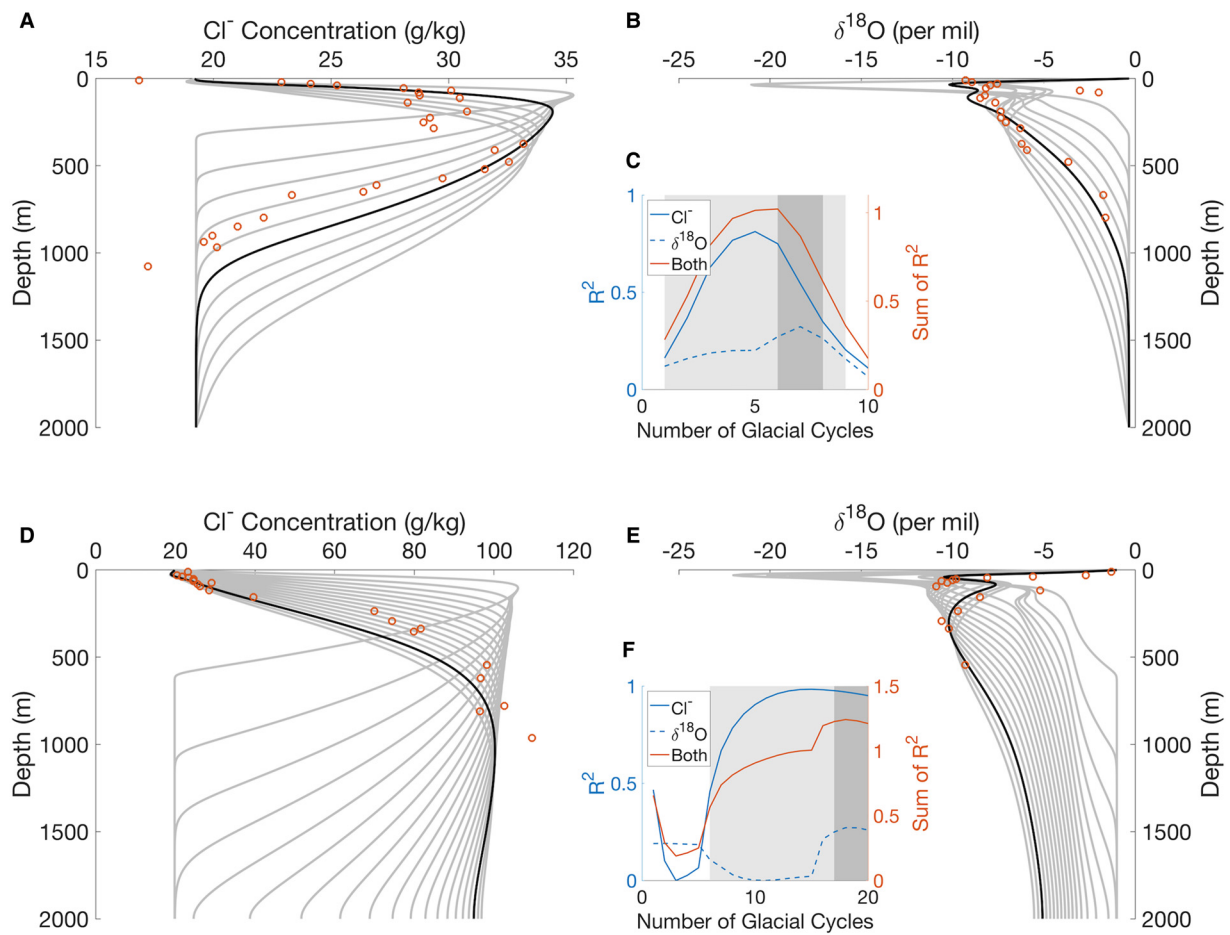 A
Cl⁻ Concentration (g/kg)
15 20 25 30 35
0
500
1000
1500
2000
Depth (m)
B
δ¹⁸O (per mil)
-25 -20 -15 -10 -5 0
0
500
1000
1500
2000
Depth (m)
C
1
0.5
0
R²
Cl⁻
δ¹⁸O
Both
1
0.5
0
Sum of R²
0 5 10
Number of Glacial Cycles
D
Cl⁻ Concentration (g/kg)
0 20 40 60 80 100 120
0
500
1000
1500
2000
Depth (m)
E
δ¹⁸O (per mil)
-25 -20 -15 -10 -5 0
0
500
1000
1500
2000
Depth (m)
F
1
0.5
0
R²
Cl⁻
δ¹⁸O
Both
1.5
1
0.5
0
Sum of R²
0 10 20
Number of Glacial Cycles